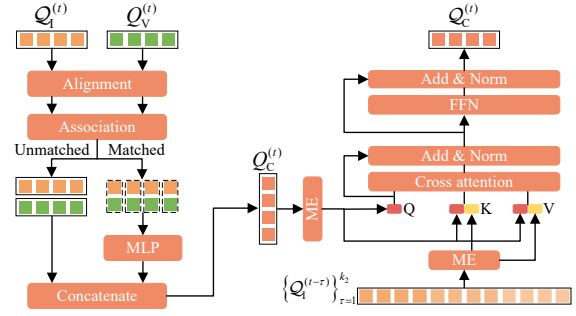 𝒬_I^(t)
Q_V^(t)
Alignment
Association
Unmatched
Matched
MLP
Concatenate
Q_C^(t)
ME
𝒬_C^(t)
Add & Norm
FFN
Add & Norm
Cross attention
Q
K
V
ME
{𝒬_I^(t−τ)}_{τ=1}^{k_2}